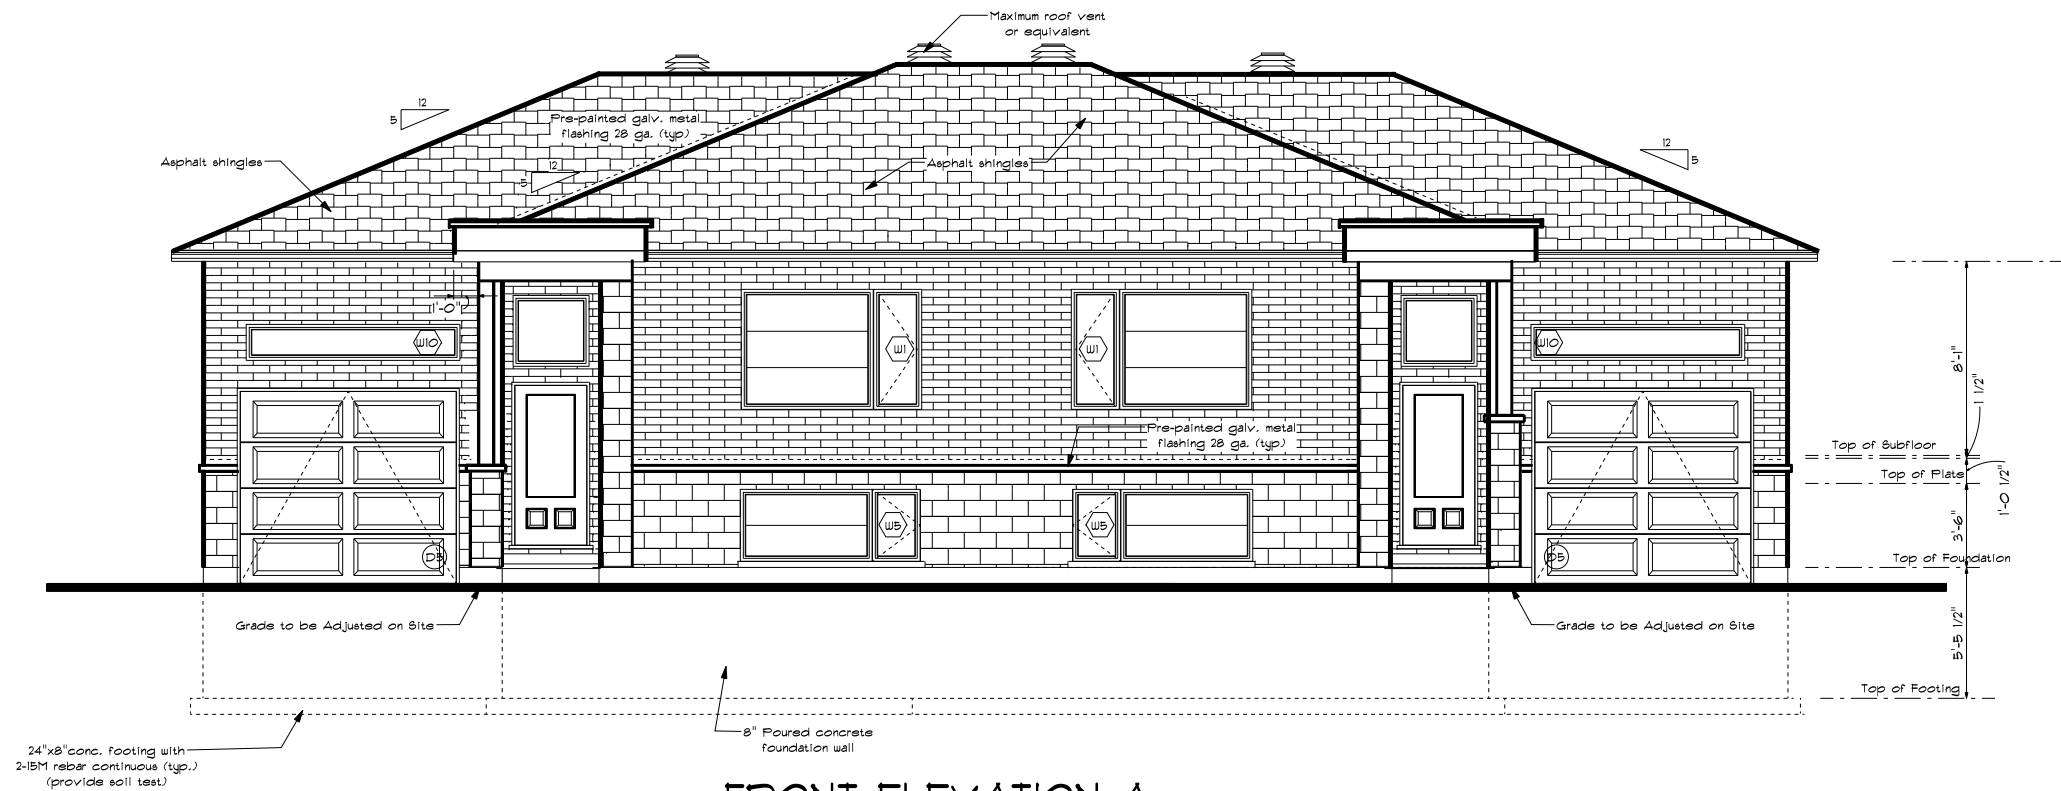 Maximum roof vent
or equivalent
12
5
Pre-painted galv. metal
flashing 28 ga. (typ)
Asphalt shingles
12
5
Asphalt shingles
12
5
1'-0"
W10
W1
W1
W10
8'-1"
1 1/2"
Pre-painted galv. metal
flashing 28 ga. (typ)
Top of Subfloor
Top of Plate
1'-0 1/2"
W5
W5
3'-6"
D5
D5
Top of Foundation
Grade to be Adjusted on Site
Grade to be Adjusted on Site
5'-5 1/2"
Top of Footing
8" Poured concrete
foundation wall
24"x8"conc. footing with
2-15M rebar continuous (typ.)
(provide soil test)
FRONT ELEVATION A